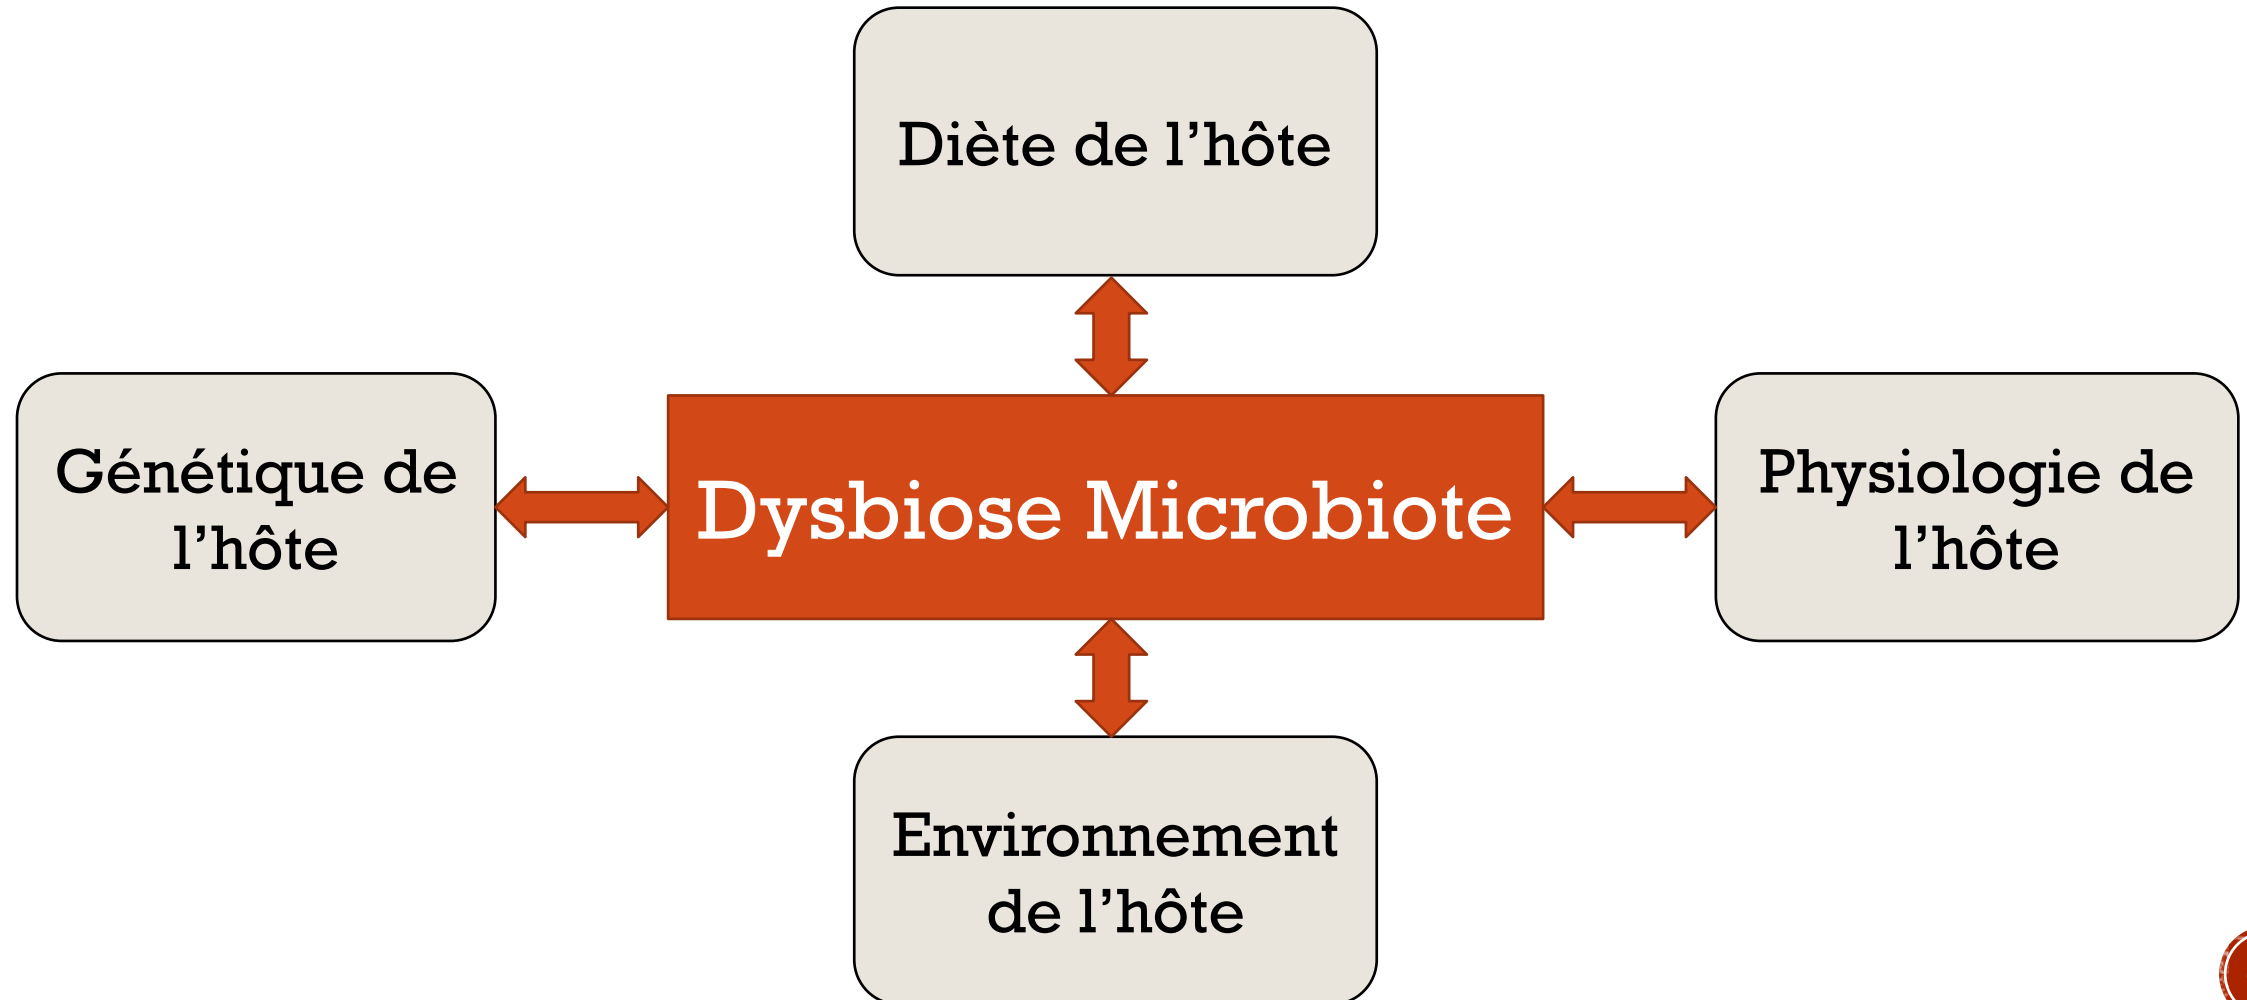 Diète de l’hôte
Génétique de
l’hôte
Dysbiose Microbiote
Physiologie de
l’hôte
Environnement
de l’hôte